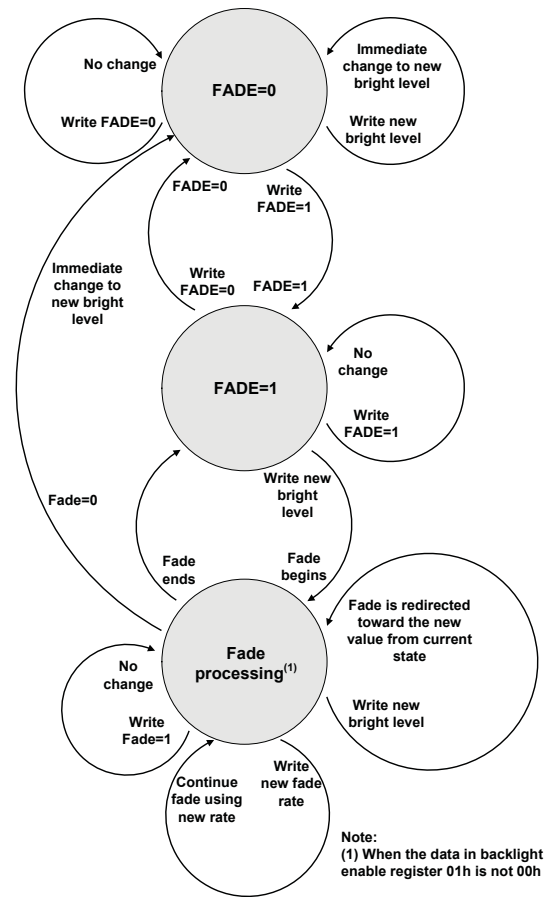 No change
Write FADE=0
FADE=0
Immediate
change to new
bright level
Write new
bright level
FADE=0
Write
FADE=1
Immediate
change to
new bright
level
Write
FADE=0
FADE=1
FADE=1
No
change
Write
FADE=1
Write new
bright
level
Fade=0
Fade
ends
Fade
begins
Fade
processing(1)
Fade is redirected
toward the new
value from current
state
Write new
bright level
No
change
Write
Fade=1
Continue
fade using
new rate
Write
new fade
rate
Note:
(1) When the data in backlight
enable register 01h is not 00h